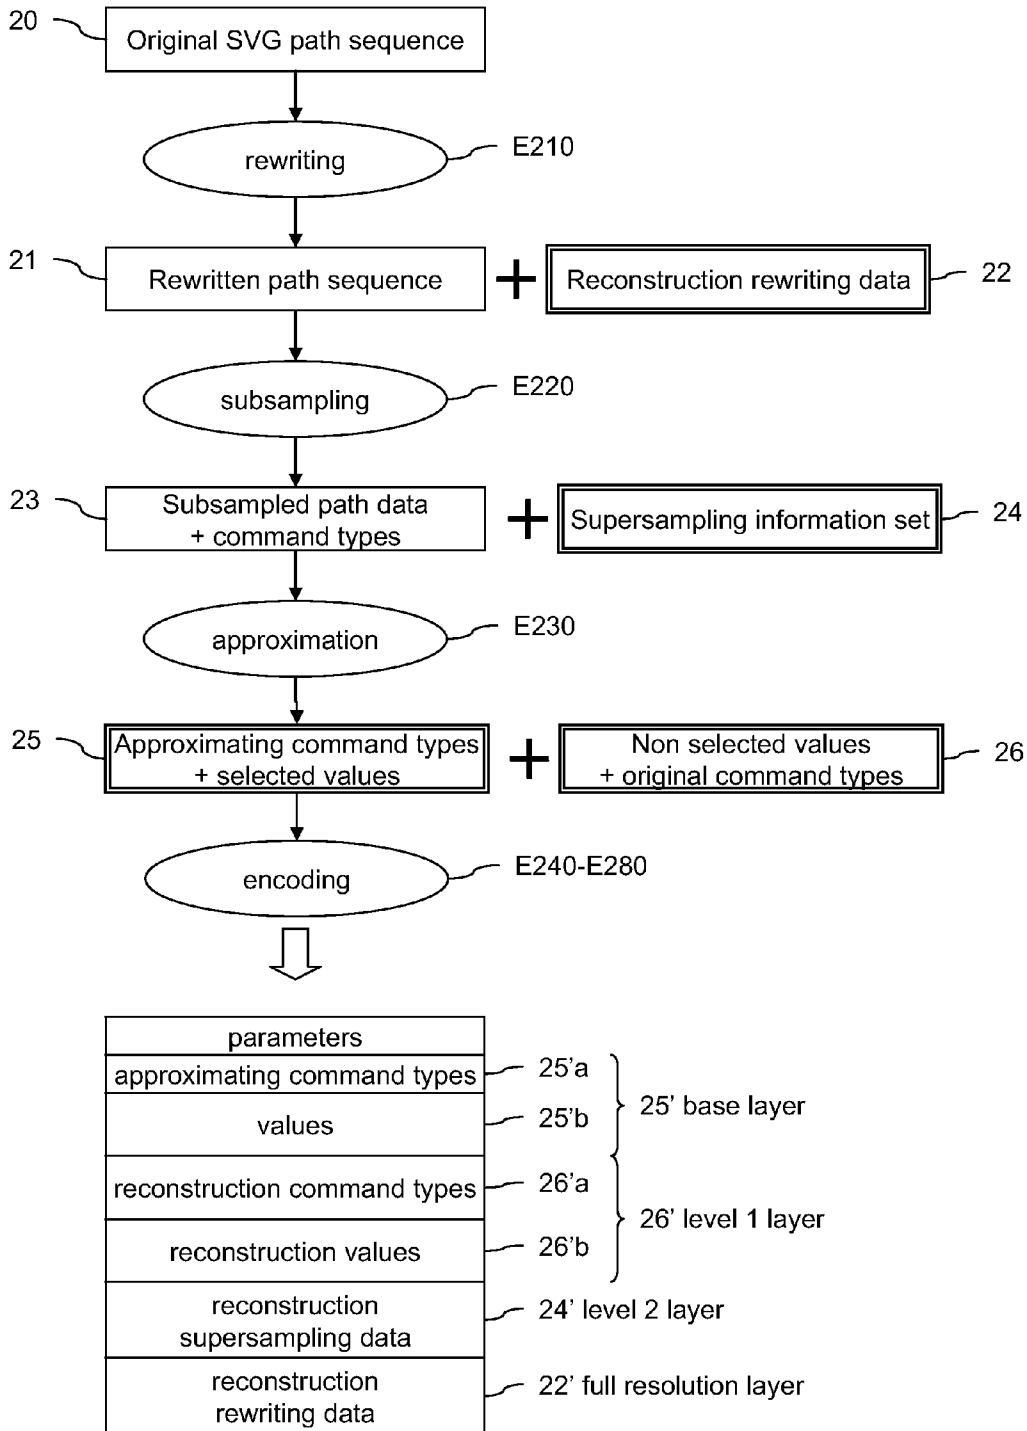 20
Original SVG path sequence
E210
rewriting
21
Rewritten path sequence
+
Reconstruction rewriting data
22
E220
subsampling
23
Subsampled path data
+ command types
+
Supersampling information set
24
E230
approximation
25
Approximating command types
+ selected values
+
Non selected values
+ original command types
26
E240-E280
encoding
parameters
approximating command types
25'a
25' base layer
values
25'b
reconstruction command types
26'a
26' level 1 layer
reconstruction values
26'b
reconstruction
supersampling data
24' level 2 layer
reconstruction
rewriting data
22' full resolution layer